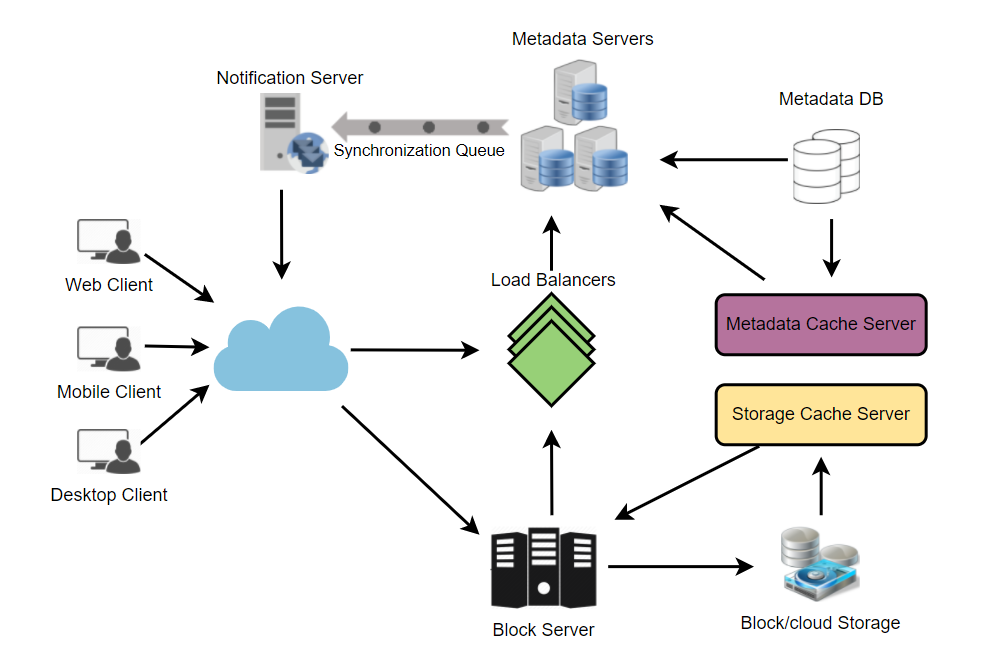 Metadata Servers
Notification Server
Metadata DB
Synchronization Queue
Web Client
Load Balancers
Metadada Cache Server
Mobile Client
Storage Cache Server
Desktop Client
Block Server
Block/cloud Storage